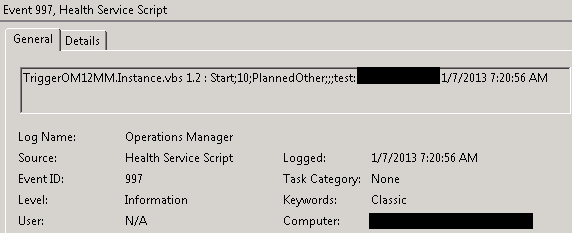 Event 997, Health Service Script
General Details
TriggerOM12MM.Instance.vbs 1.2 : Start;10;PlannedOther;;;test: 1/7/2013 7:20:56 AM
Log Name: Operations Manager
Source: Health Service Script Logged: 1/7/2013 7:20:56 AM
Event ID: 997 Task Category: None
Level: Information Keywords: Classic
User: N/A Computer: